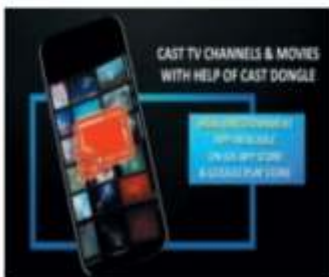 CAST TV CHANNELS & MOVIES
WITH HELP OF CAST DONGLE
APP AVAILABLE
ON IOS APP STORE
& GOOGLE PLAY STORE